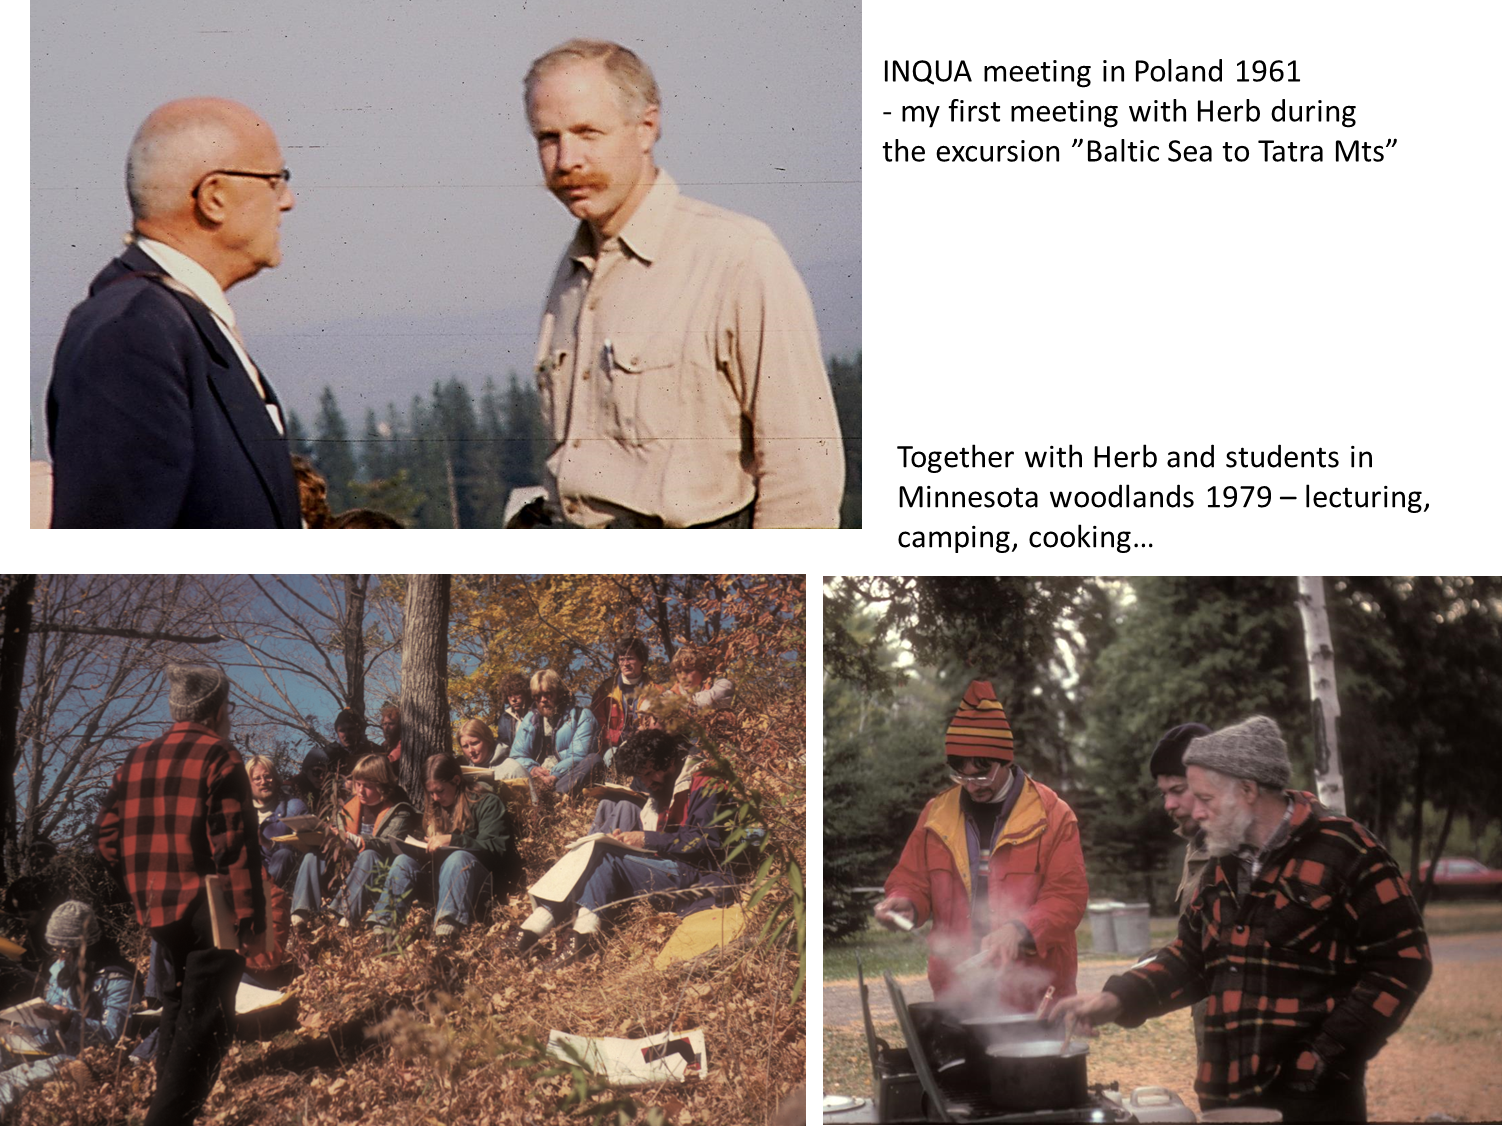 INQUA meeting in Poland 1961
- my first meeting with Herb during
the excursion ”Baltic Sea to Tatra Mts”
Together with Herb and students in
Minnesota woodlands 1979 – lecturing,
camping, cooking...